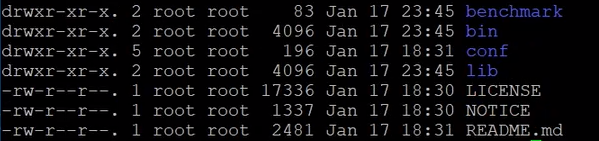 drwxr-xr-x. 2 root root    83 Jan 17 23:45 benchmark
drwxr-xr-x. 2 root root  4096 Jan 17 23:45 bin
drwxr-xr-x. 5 root root   196 Jan 17 18:31 conf
drwxr-xr-x. 2 root root  4096 Jan 17 23:45 lib
-rw-r--r--. 1 root root 17336 Jan 17 18:30 LICENSE
-rw-r--r--. 1 root root  1337 Jan 17 18:30 NOTICE
-rw-r--r--. 1 root root  2481 Jan 17 18:31 README.md